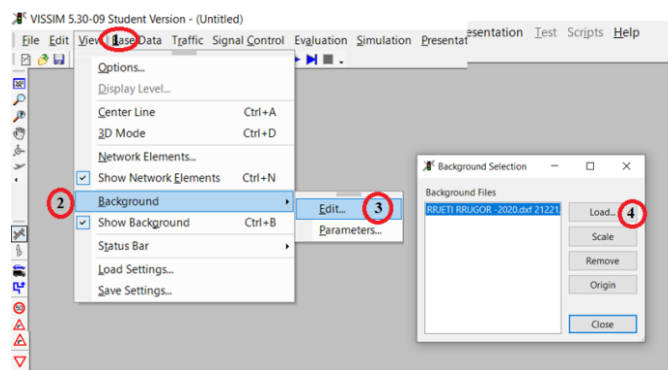 VISSIM 5.30-09 Student Version - (Untitled)
File Edit View Base Data Traffic Signal Control Evaluation Simulation Presentat
esentation Test Scripts Help
Options...
Display Level...
Center Line Ctrl+A
3D Mode Ctrl+D
Network Elements...
Show Network Elements Ctrl+N
2 Background
Edit... 3
Show Background Ctrl+B
Parameters...
Status Bar
Load Settings...
Save Settings...
Background Selection
Background Files
RRJETI RRUGOR -2020.dxf 21221
Load... 4
Scale
Remove
Origin
Close
50